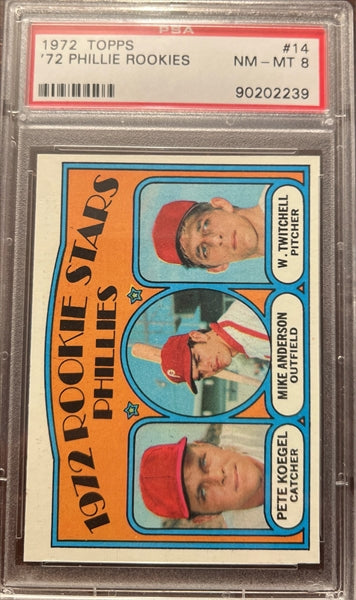 PSA
1972 TOPPS #14
'72 PHILLIE ROOKIES NM-MT 8
90202239
1972 ROOKIE STARS
PHILLIES
PETE KOEGEL
CATCHER
MIKE ANDERSON
OUTFIELD
W. TWITCHELL
PITCHER